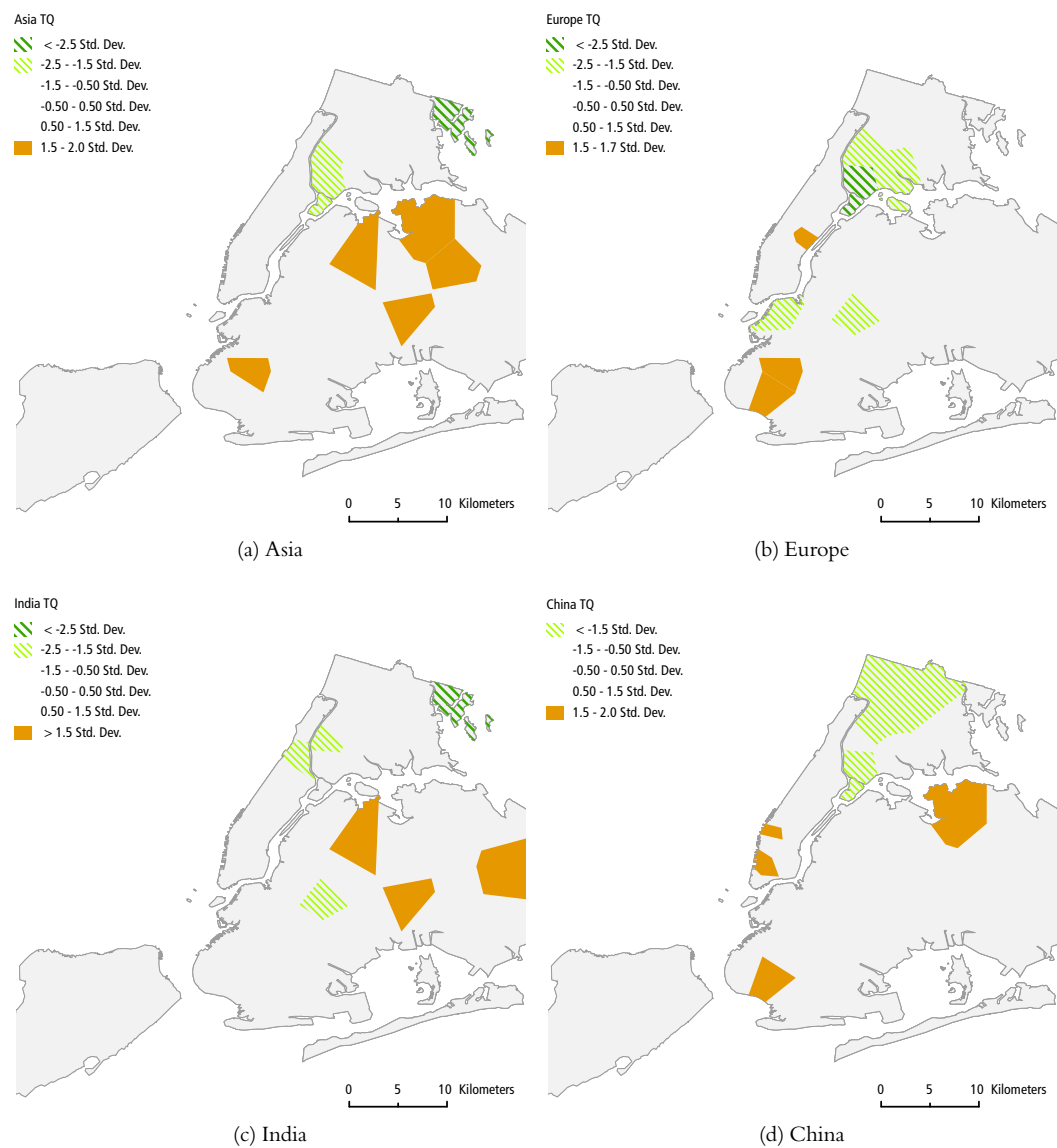 Asia TQ
< -2.5 Std. Dev.
-2.5 - -1.5 Std. Dev.
-1.5 - -0.50 Std. Dev.
-0.50 - 0.50 Std. Dev.
0.50 - 1.5 Std. Dev.
1.5 - 2.0 Std. Dev.
0 5 10 Kilometers
(a) Asia
Europe TQ
< -2.5 Std. Dev.
-2.5 - -1.5 Std. Dev.
-1.5 - -0.50 Std. Dev.
-0.50 - 0.50 Std. Dev.
0.50 - 1.5 Std. Dev.
1.5 - 1.7 Std. Dev.
0 5 10 Kilometers
(b) Europe
India TQ
< -2.5 Std. Dev.
-2.5 - -1.5 Std. Dev.
-1.5 - -0.50 Std. Dev.
-0.50 - 0.50 Std. Dev.
0.50 - 1.5 Std. Dev.
> 1.5 Std. Dev.
0 5 10 Kilometers
(c) India
China TQ
< -1.5 Std. Dev.
-1.5 - -0.50 Std. Dev.
-0.50 - 0.50 Std. Dev.
0.50 - 1.5 Std. Dev.
1.5 - 2.0 Std. Dev.
0 5 10 Kilometers
(d) China